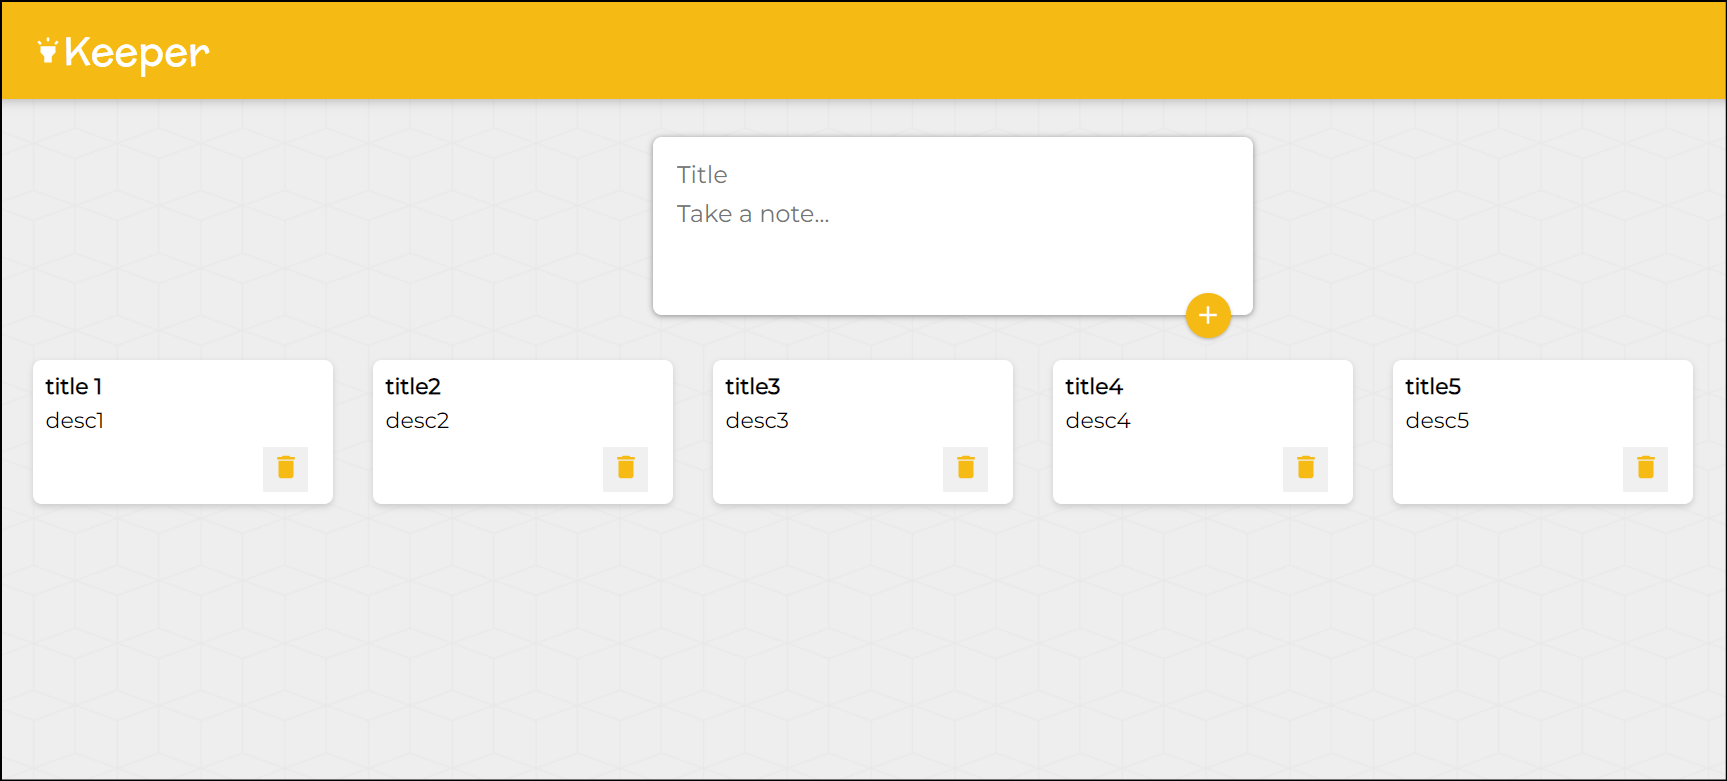 Keeper
Title
Take a note...
title 1
desc1
title2
desc2
title3
desc3
title4
desc4
title5
desc5